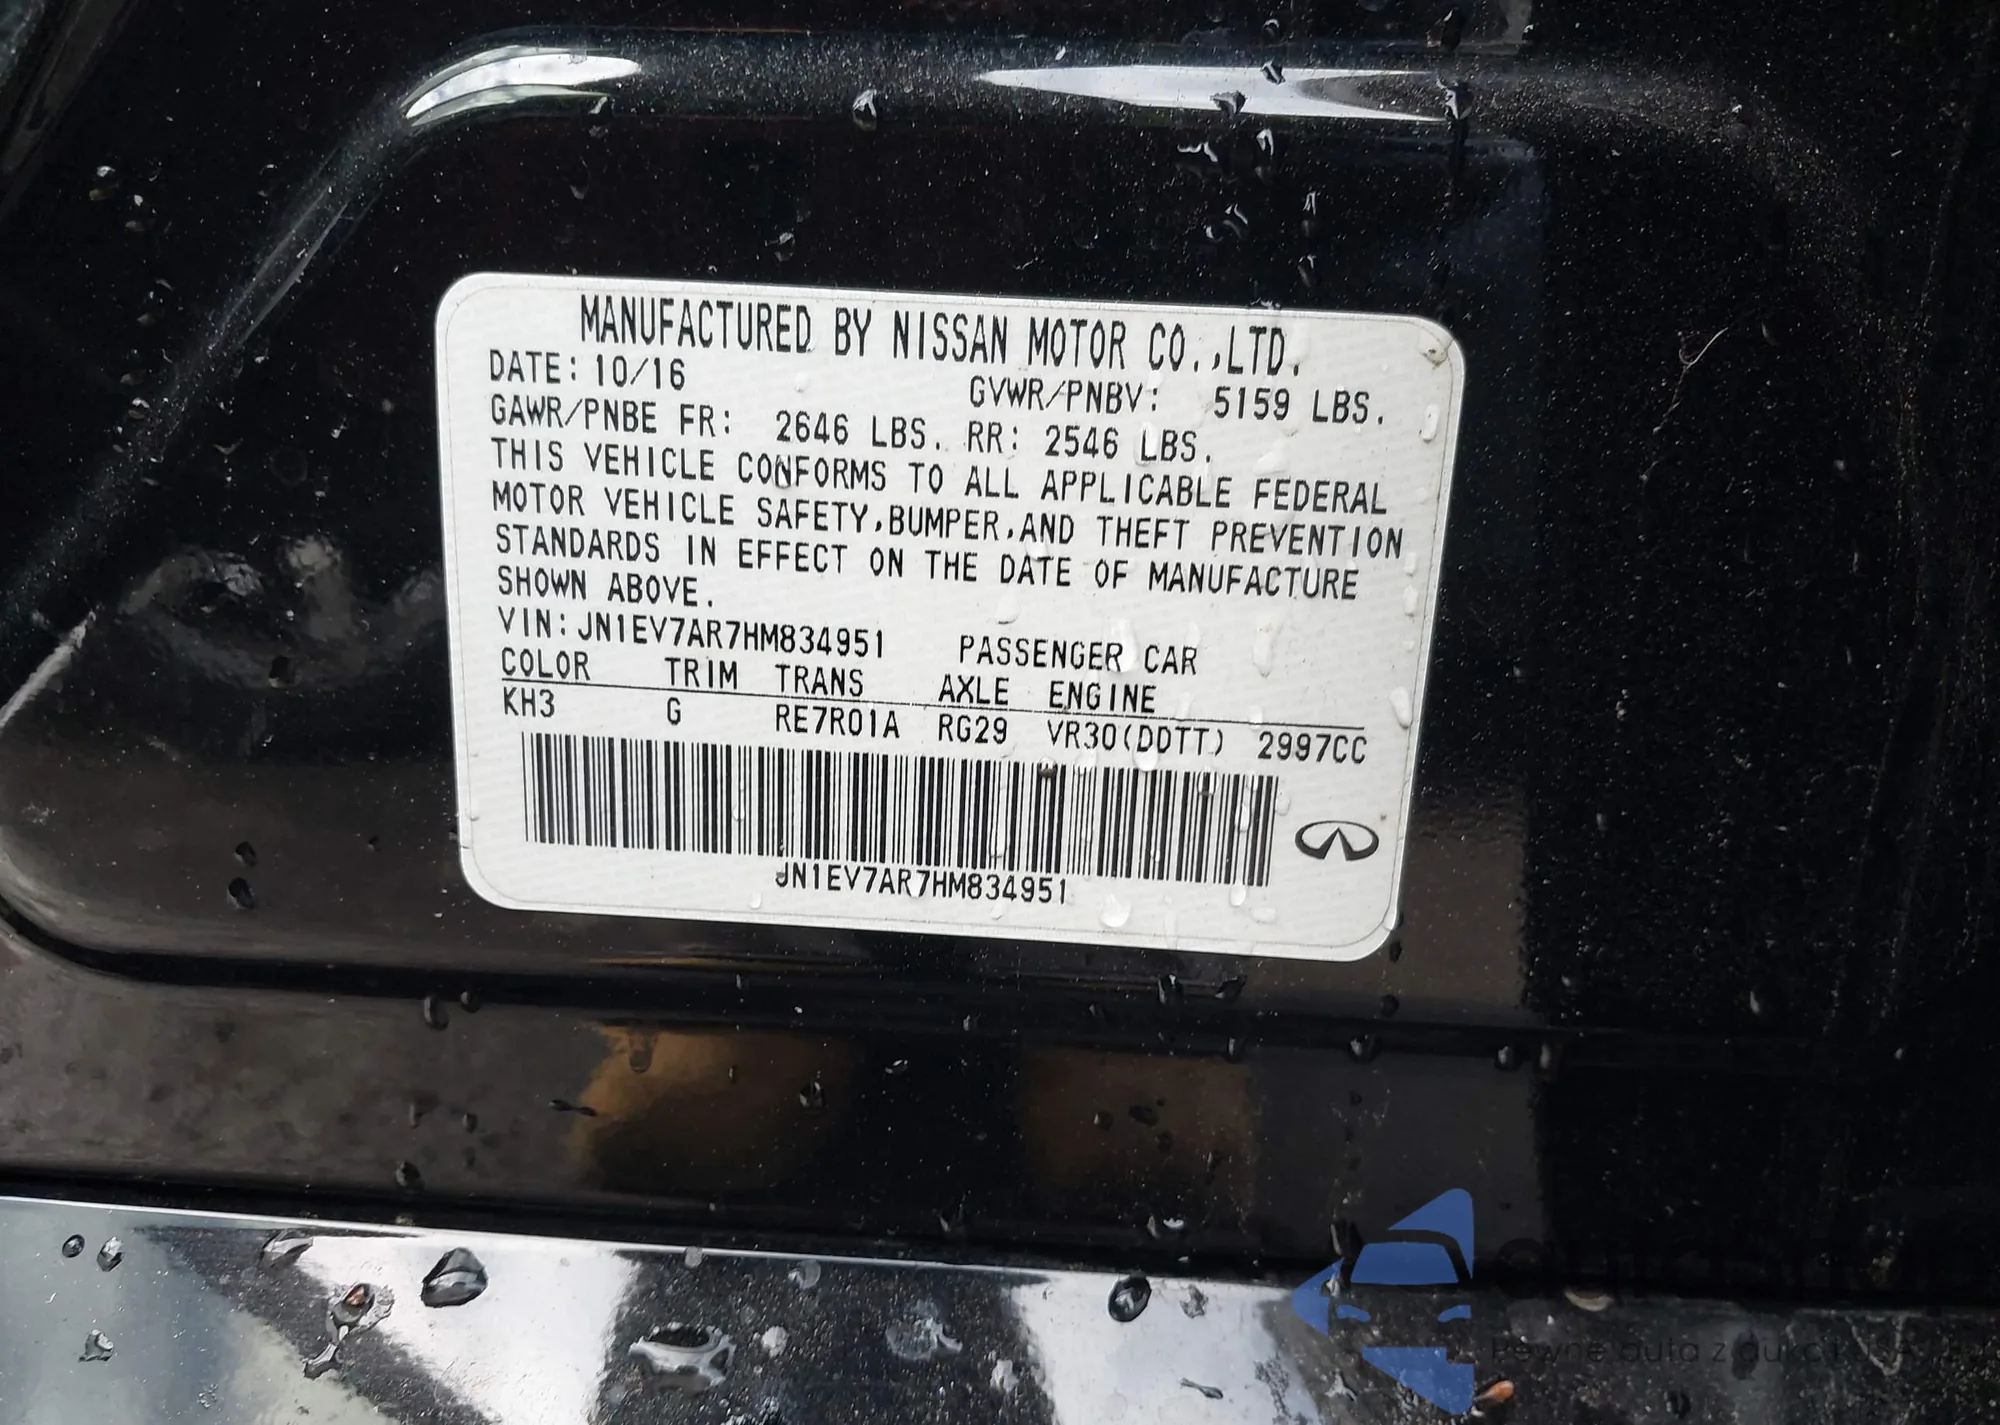 MANUFACTURED BY NISSAN MOTOR CO.,LTD.
DATE: 10/16 GVWR/PNBV: 5159 LBS.
GAWR/PNBE FR: 2646 LBS. RR: 2546 LBS.
THIS VEHICLE CONFORMS TO ALL APPLICABLE FEDERAL
MOTOR VEHICLE SAFETY,BUMPER,AND THEFT PREVENTION
STANDARDS IN EFFECT ON THE DATE OF MANUFACTURE
SHOWN ABOVE.
VIN: JN1EV7AR7HM834951 PASSENGER CAR
COLOR TRIM TRANS AXLE ENGINE
KH3 G RE7R01A RG29 VR30(DDTT) 2997CC
JN1EV7AR7HM834951
Pewne auta z